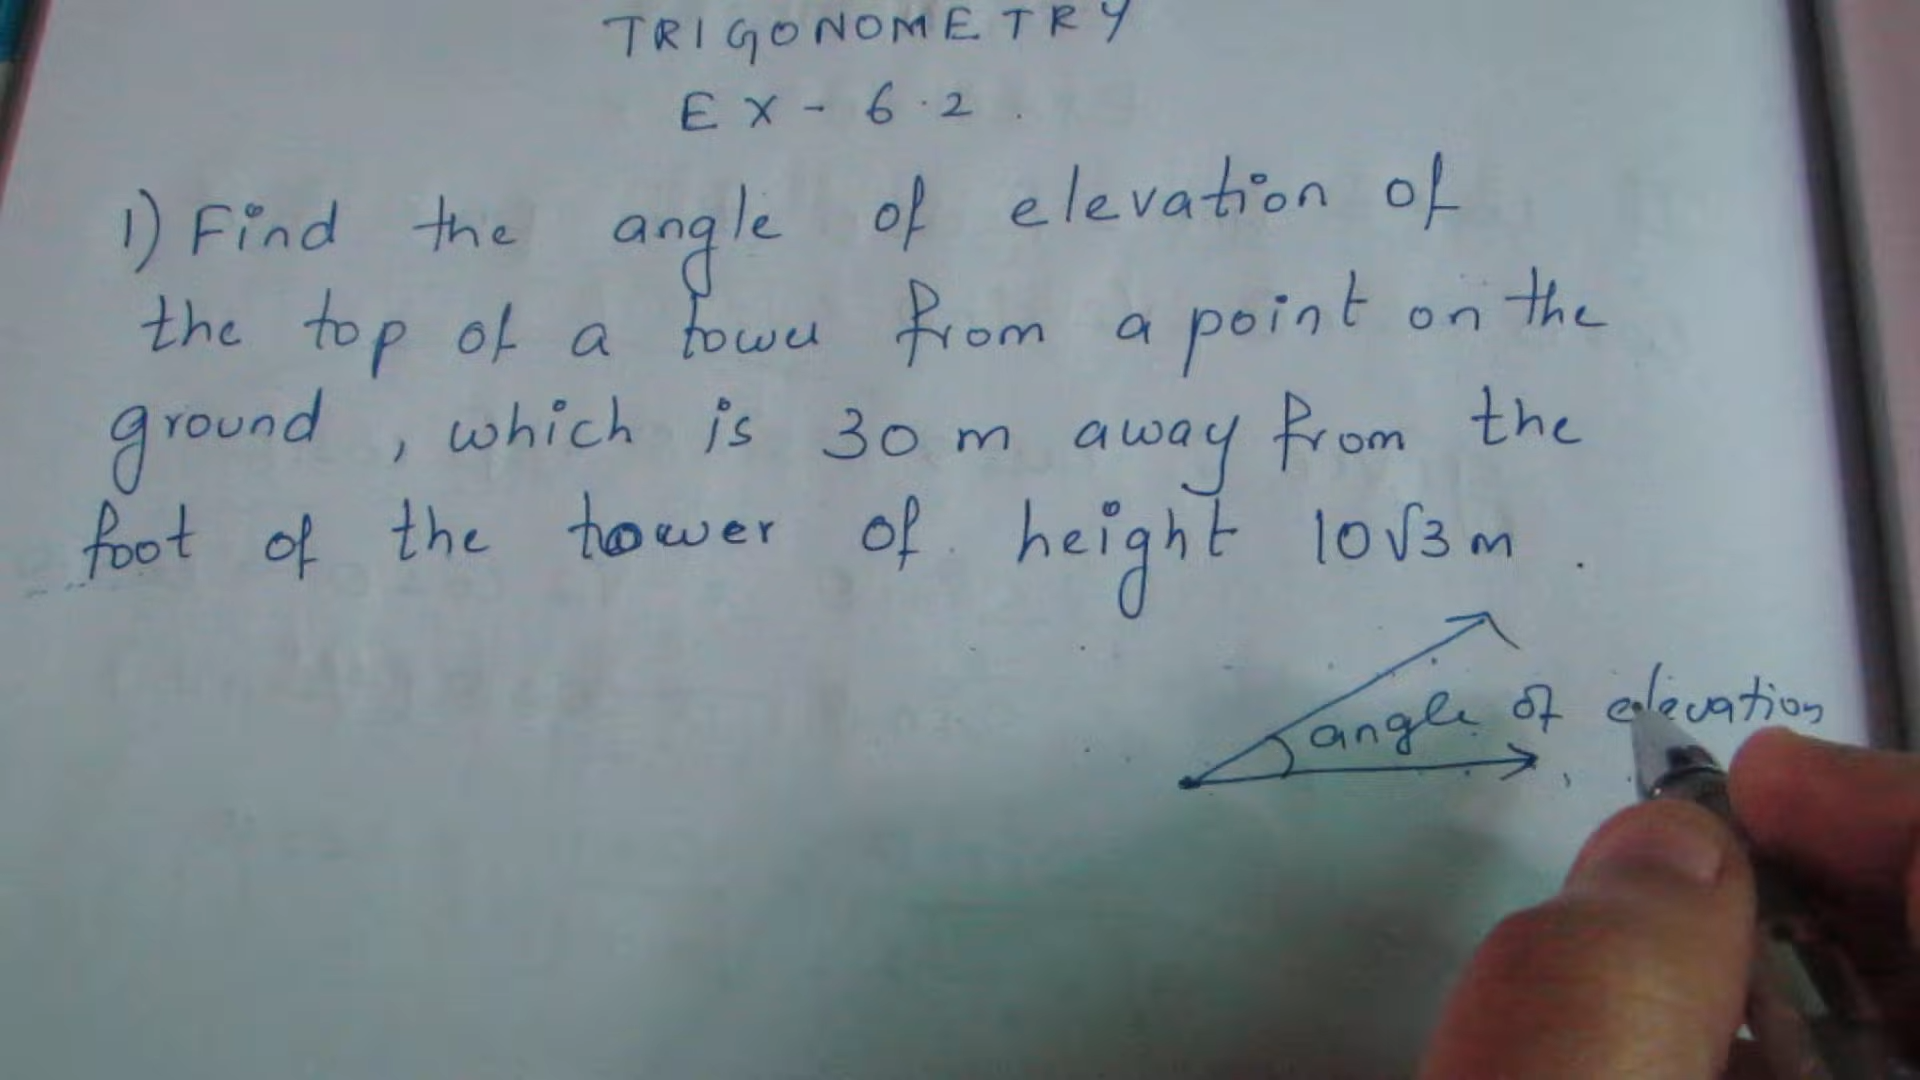 TRIGONOMETRY
EX - 6.2.
1) Find the angle of elevation of
the top of a tower from a point on the
ground, which is 30 m away from the
foot of the tower of height 10√3 m.
angle of elevation